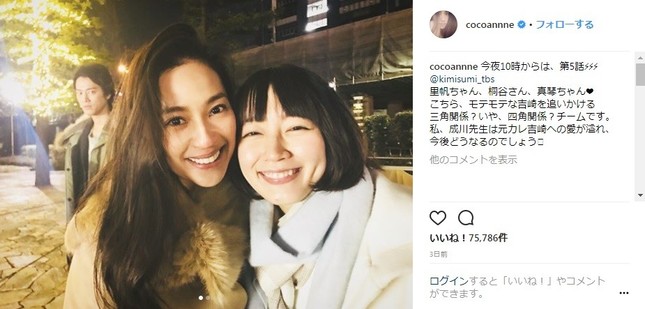 cocoannne
フォローする
cocoannne 今夜10時からは、第5話⚡⚡⚡
@kimisumi_tbs
里帆ちゃん、桐谷さん、真琴ちゃん❤
こちら、モテモテな吉崎を追いかける
三角関係？いや、四角関係？チームです。
私、成川先生は元カレ吉崎への愛が溢れ、
今後どうなるのでしょう
他のコメントを表示
いいね！75,786件
3日前
ログインすると「いいね！」やコメント
ができます。